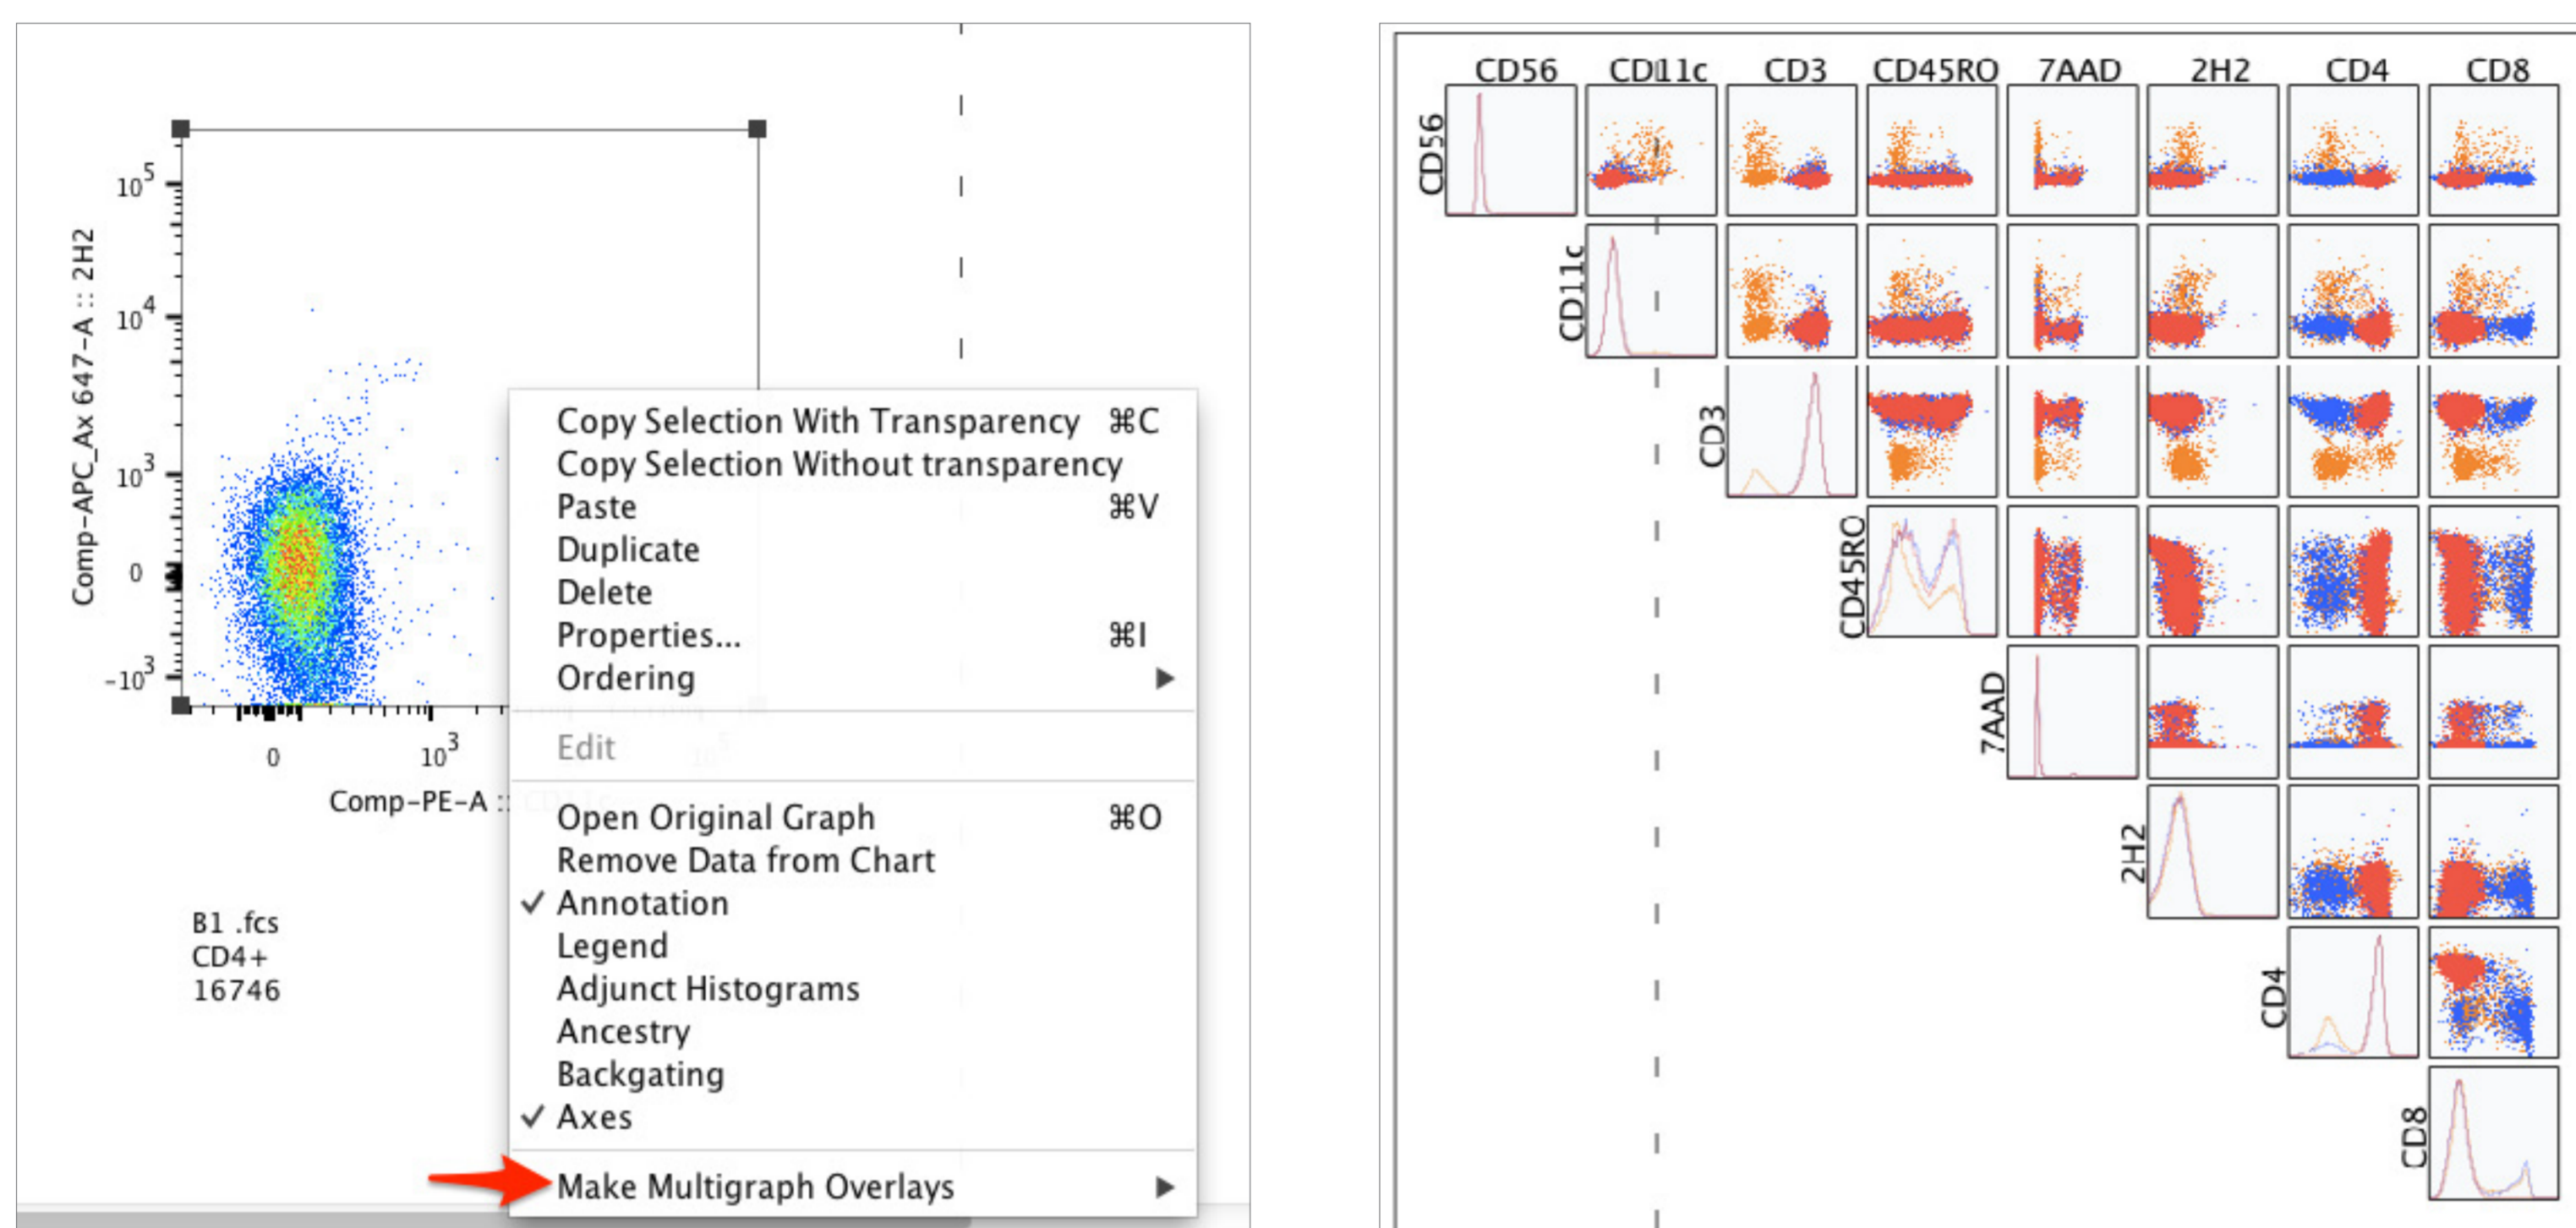 10^5
10^4
10^3
0
-10^3
Comp-APC_Ax 647-A :: 2H2
0
10^3
Comp-PE-A ::
B1 .fcs
CD4+
16746
Copy Selection With Transparency ⌘C
Copy Selection Without transparency
Paste ⌘V
Duplicate
Delete
Properties... ⌘I
Ordering
Edit
Open Original Graph ⌘O
Remove Data from Chart
Annotation
Legend
Adjunct Histograms
Ancestry
Backgating
Axes
Make Multigraph Overlays
CD56 CD11c CD3 CD45RO 7AAD 2H2 CD4 CD8
CD56
CD11c
CD3
CD45RO
7AAD
2H2
CD4
CD8